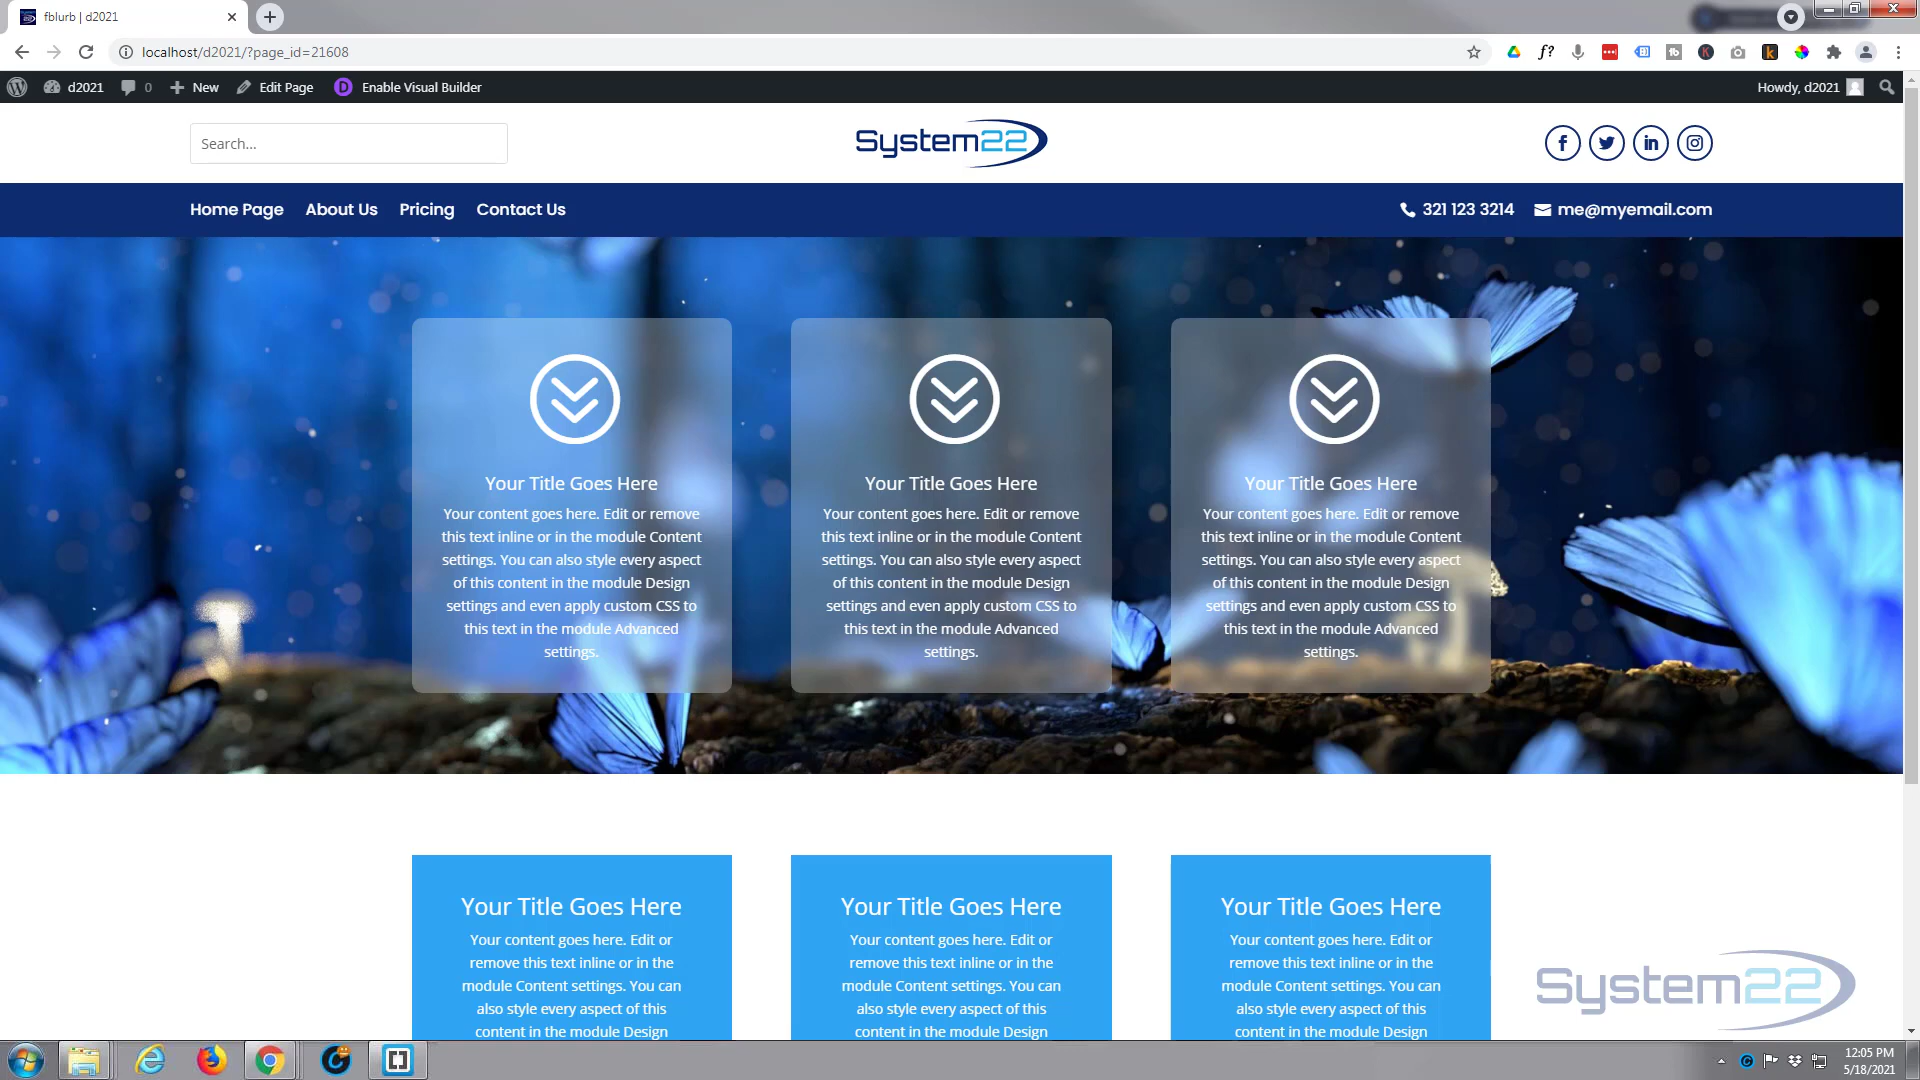 fblurb | d2021
localhost/d2021/?page_id=21608
d2021 0 New Edit Page D Enable Visual Builder
Howdy, d2021
Search...
System22
Home Page About Us Pricing Contact Us
321 123 3214 me@myemail.com
Your Title Goes Here
Your content goes here. Edit or remove
this text inline or in the module Content
settings. You can also style every aspect
of this content in the module Design
settings and even apply custom CSS to
this text in the module Advanced
settings.
Your Title Goes Here
Your content goes here. Edit or remove
this text inline or in the module Content
settings. You can also style every aspect
of this content in the module Design
settings and even apply custom CSS to
this text in the module Advanced
settings.
Your Title Goes Here
Your content goes here. Edit or remove
this text inline or in the module Content
settings. You can also style every aspect
of this content in the module Design
settings and even apply custom CSS to
this text in the module Advanced
settings.
Your Title Goes Here
Your content goes here. Edit or
remove this text inline or in the
module Content settings. You can
also style every aspect of this
content in the module Design
Your Title Goes Here
Your content goes here. Edit or
remove this text inline or in the
module Content settings. You can
also style every aspect of this
content in the module Design
Your Title Goes Here
Your content goes here. Edit or
remove this text inline or in the
module Content settings. You can
also style every aspect of this
content in the module Design
System22
12:05 PM
5/18/2021